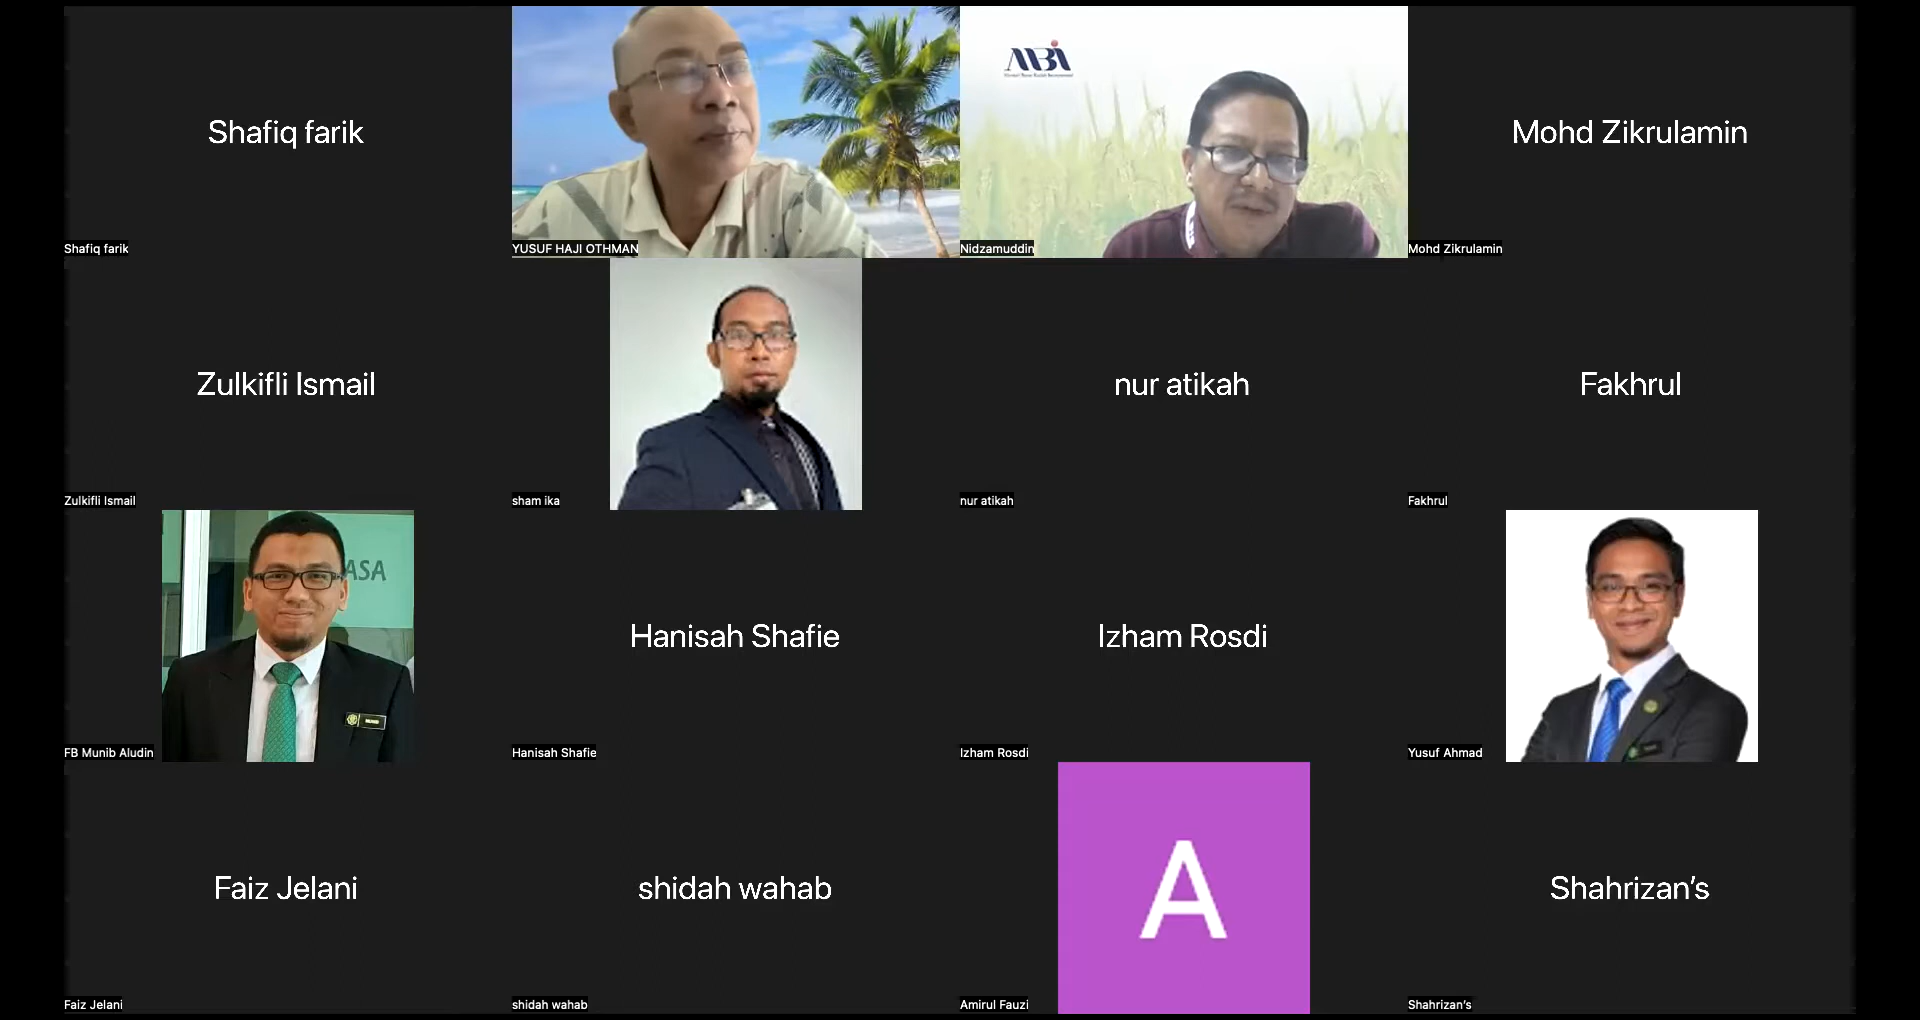 Shafiq farik
Mohd Zikrulamin
MBI
Shafiq farik
YUSUF HAJI OTHMAN
Nidzamuddin
Mohd Zikrulamin
Zulkifli Ismail
nur atikah
Fakhrul
Zulkifli Ismail
sham ika
nur atikah
Fakhrul
ASA
Hanisah Shafie
Izham Rosdi
FB Munib Aludin
Hanisah Shafie
Izham Rosdi
Yusuf Ahmad
Faiz Jelani
shidah wahab
A
Shahrizan’s
Faiz Jelani
shidah wahab
Amirul Fauzi
Shahrizan’s